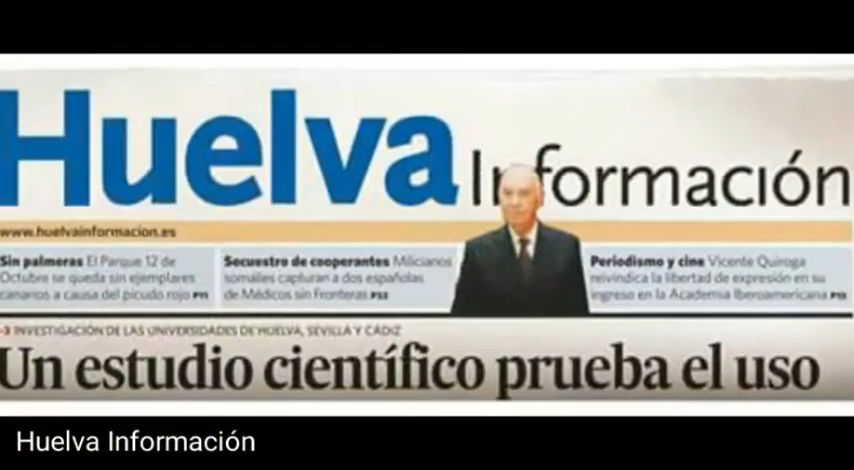 Huelva Información
www.huelvainformacion.es
Sin palmeras El Parque 12 de
Octubre se queda sin ejemplares
canarios a causa del picudo rojo P11
Secuestro de cooperantes Milicianos
somalíes capturan a dos españolas
de Médicos sin Fronteras
Periodismo y cine Vicente Quiroga
reivindica la libertad de expresión en su
ingreso en la Academia Iberoamericana
INVESTIGACIÓN DE LAS UNIVERSIDADES DE HUELVA, SEVILLA Y CÁDIZ
Un estudio científico prueba el uso
Huelva Información